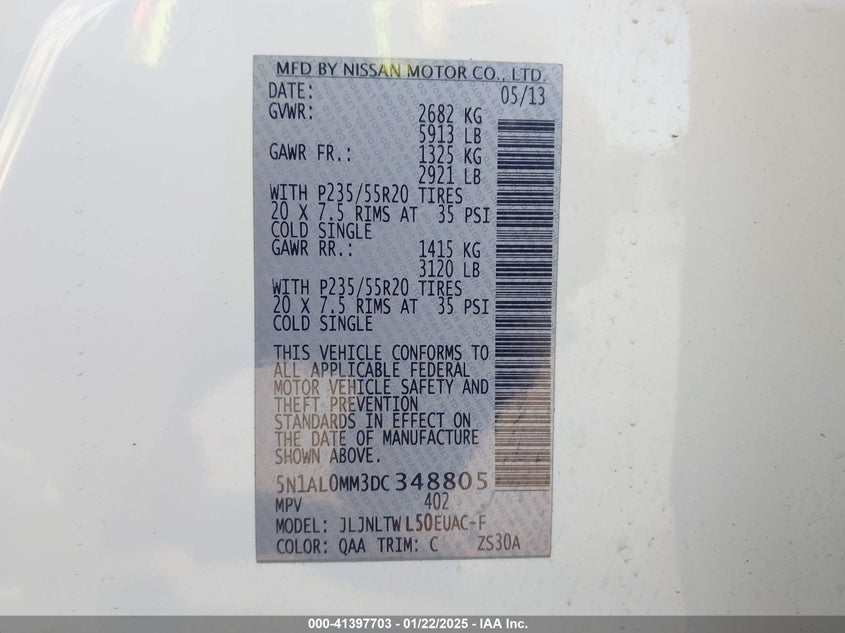 MFD BY NISSAN MOTOR CO., LTD.
DATE: 05/13
GVWR: 2682 KG
5913 LB
GAWR FR.: 1325 KG
2921 LB
WITH P235/55R20 TIRES
20 X 7.5 RIMS AT 35 PSI
COLD SINGLE
GAWR RR.: 1415 KG
3120 LB
WITH P235/55R20 TIRES
20 X 7.5 RIMS AT 35 PSI
COLD SINGLE
THIS VEHICLE CONFORMS TO
ALL APPLICABLE FEDERAL
MOTOR VEHICLE SAFETY AND
THEFT PREVENTION
STANDARDS IN EFFECT ON
THE DATE OF MANUFACTURE
SHOWN ABOVE.
5N1AL0MM3DC348805
MPV 402
MODEL: JLJNLTWL50EUAC-F
COLOR: QAA TRIM: C ZS30A
000-41397703 - 01/22/2025 - IAA Inc.